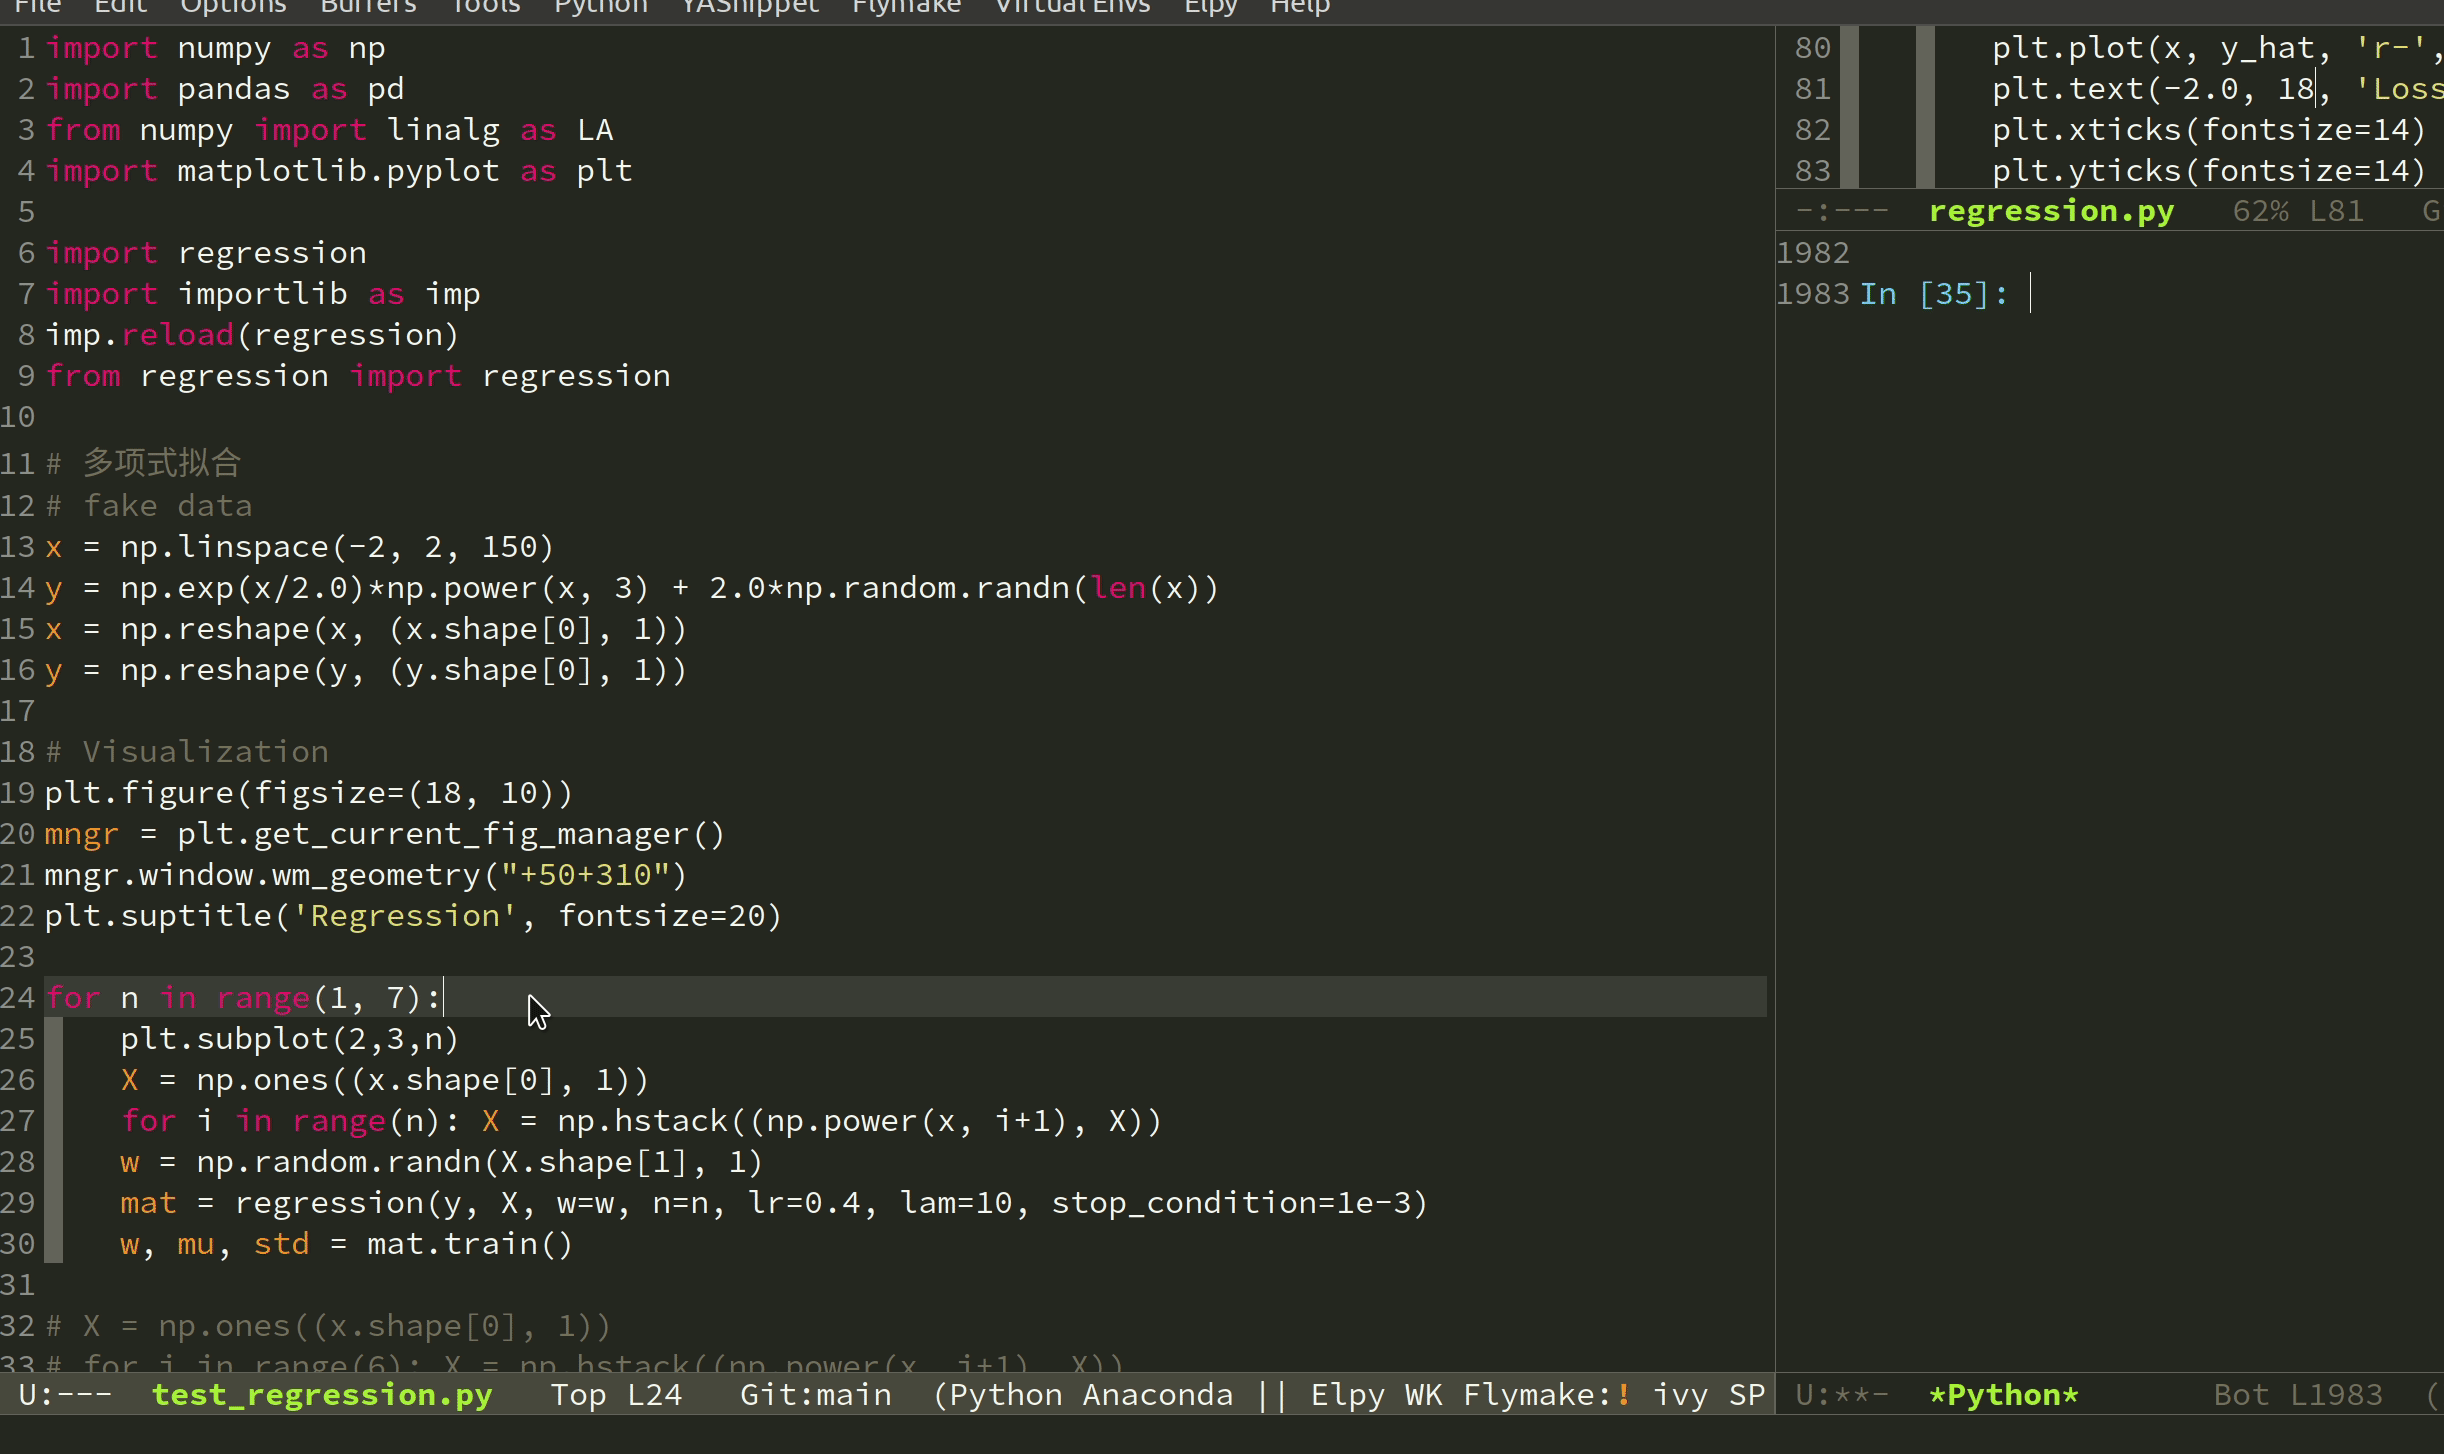 File Edit Options Buffers Tools Python YASnippet Flymake Virtual Envs Elpy Help
1 import numpy as np
2 import pandas as pd
3 from numpy import linalg as LA
4 import matplotlib.pyplot as plt
5
6 import regression
7 import importlib as imp
8 imp.reload(regression)
9 from regression import regression
10
11 # 多项式拟合
12 # fake data
13 x = np.linspace(-2, 2, 150)
14 y = np.exp(x/2.0)*np.power(x, 3) + 2.0*np.random.randn(len(x))
15 x = np.reshape(x, (x.shape[0], 1))
16 y = np.reshape(y, (y.shape[0], 1))
17
18 # Visualization
19 plt.figure(figsize=(18, 10))
20 mngr = plt.get_current_fig_manager()
21 mngr.window.wm_geometry("+50+310")
22 plt.suptitle('Regression', fontsize=20)
23
24 for n in range(1, 7):
25     plt.subplot(2,3,n)
26     X = np.ones((x.shape[0], 1))
27     for i in range(n): X = np.hstack((np.power(x, i+1), X))
28     w = np.random.randn(X.shape[1], 1)
29     mat = regression(y, X, w=w, n=n, lr=0.4, lam=10, stop_condition=1e-3)
30     w, mu, std = mat.train()
31
32 # X = np.ones((x.shape[0], 1))
33 # for i in range(6): X = np.hstack((np.power(x, i+1), X))
U:--- test_regression.py Top L24 Git:main (Python Anaconda || Elpy WK Flymake:! ivy SP
80 plt.plot(x, y_hat, 'r-',
81 plt.text(-2.0, 18, 'Loss
82 plt.xticks(fontsize=14)
83 plt.yticks(fontsize=14)
-:--- regression.py 62% L81 G
1982
1983 In [35]:
U:**- *Python* Bot L1983 (